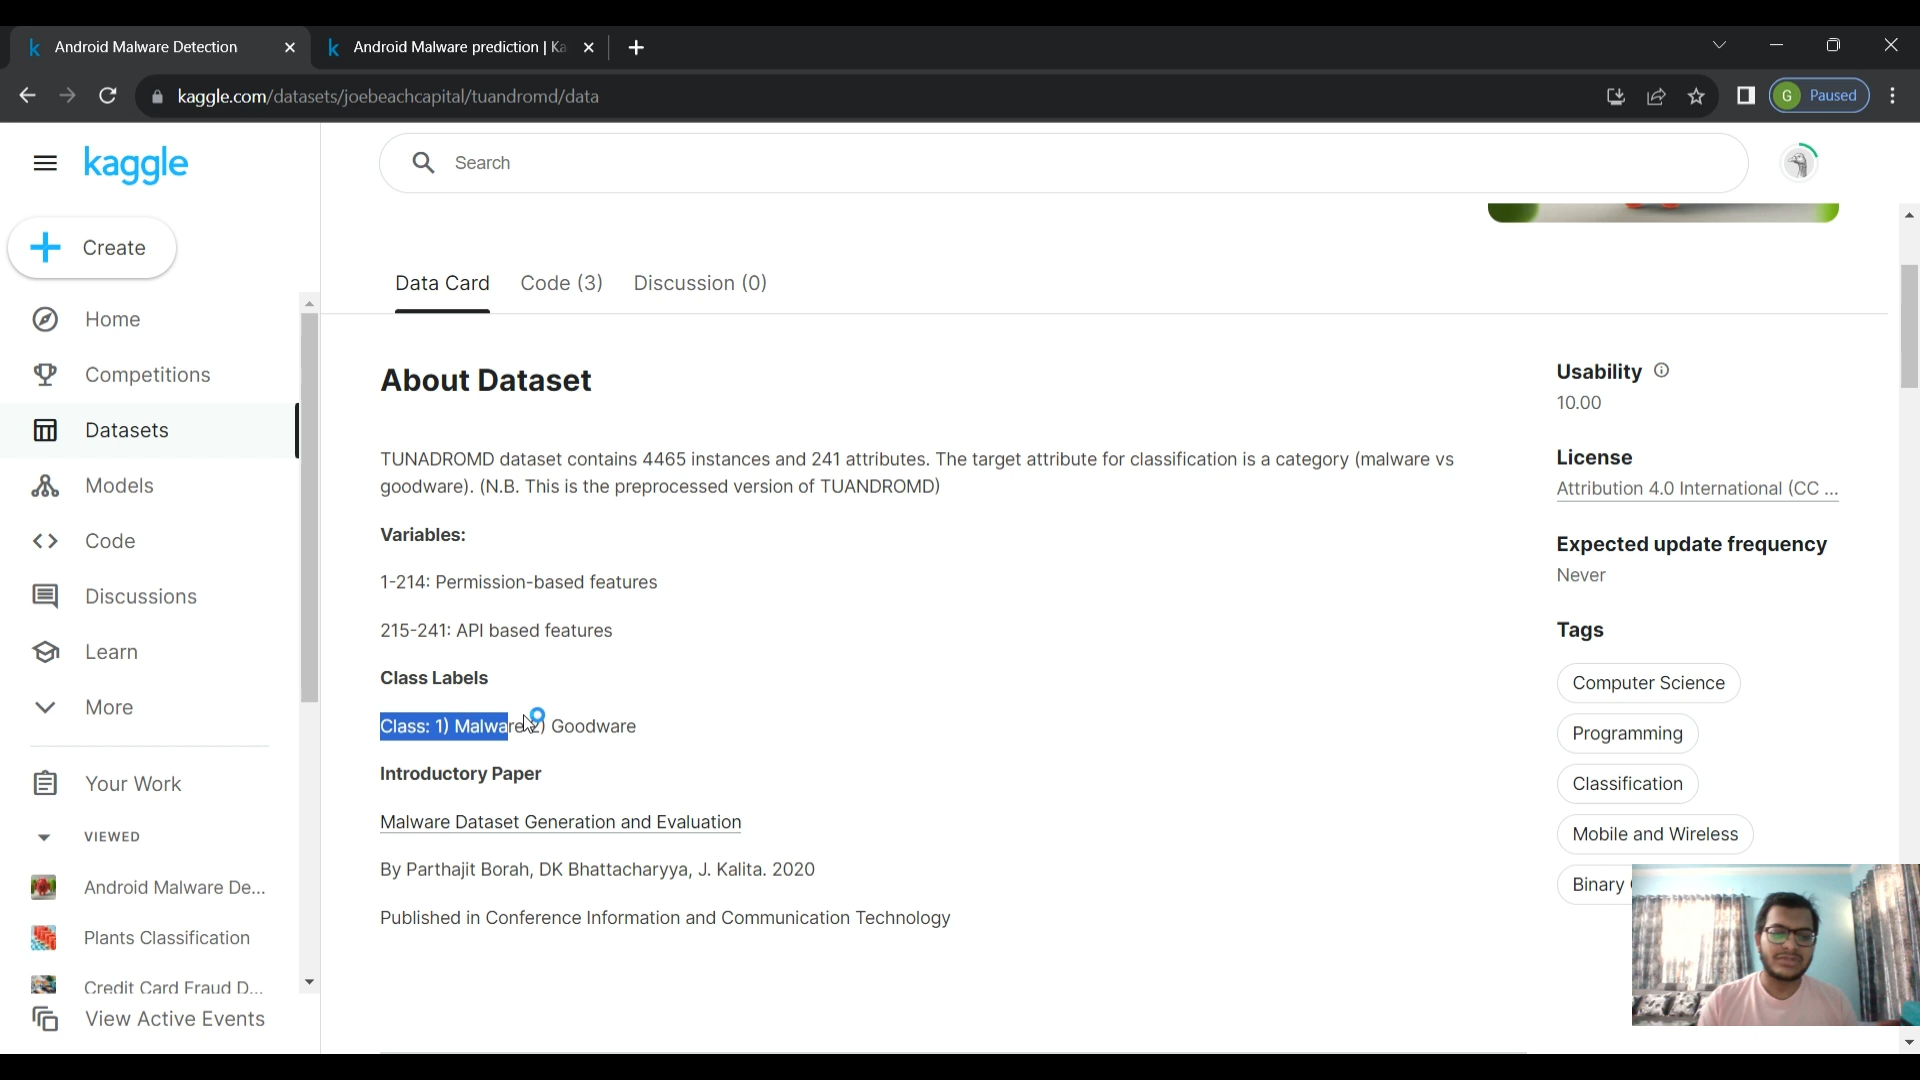 Android Malware Detection
Android Malware prediction | Ka
kaggle.com/datasets/joebeachcapital/tuandromd/data
G Paused
kaggle
Search
Create
Home
Competitions
Datasets
Models
Code
Discussions
Learn
More
Your Work
VIEWED
Android Malware De...
Plants Classification
Credit Card Fraud D...
View Active Events
Data Card Code (3) Discussion (0)
About Dataset
TUNADROMD dataset contains 4465 instances and 241 attributes. The target attribute for classification is a category (malware vs
goodware). (N.B. This is the preprocessed version of TUANDROMD)
Variables:
1-214: Permission-based features
215-241: API based features
Class Labels
Class: 1) Malware 2) Goodware
Introductory Paper
Malware Dataset Generation and Evaluation
By Parthajit Borah, DK Bhattacharyya, J. Kalita. 2020
Published in Conference Information and Communication Technology
Usability
10.00
License
Attribution 4.0 International (CC ...
Expected update frequency
Never
Tags
Computer Science
Programming
Classification
Mobile and Wireless
Binary